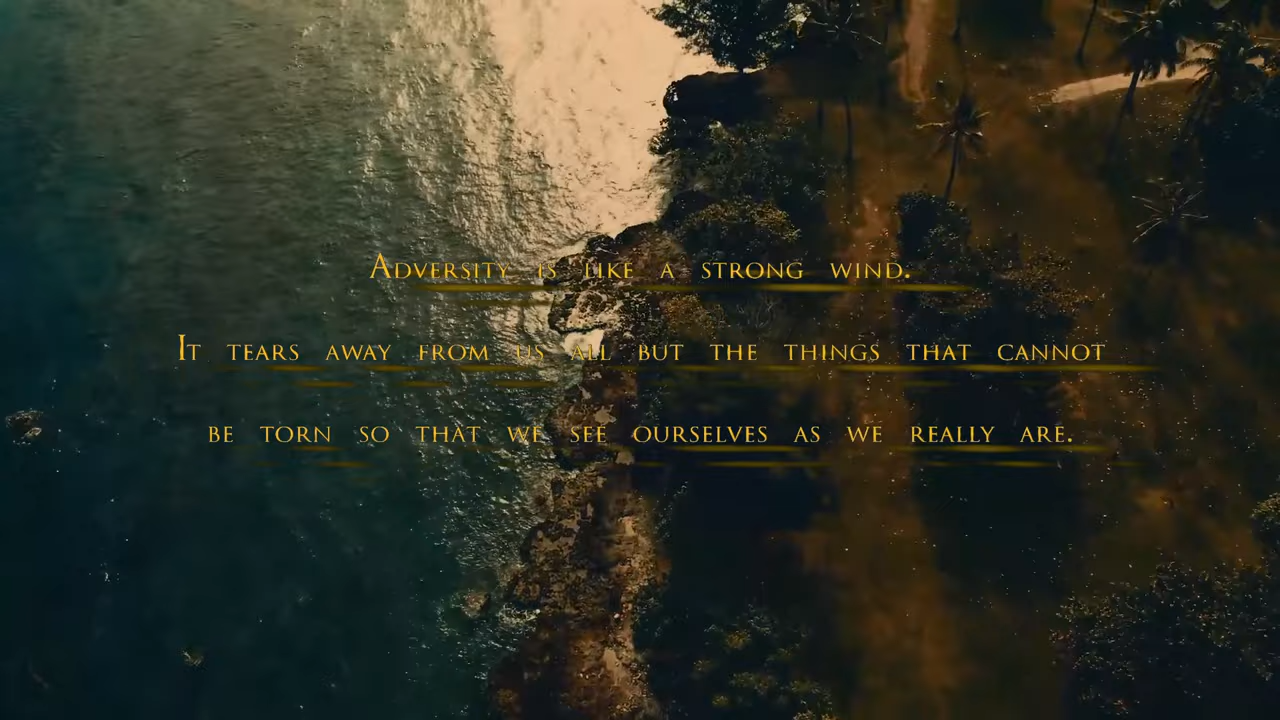 Adversity is like a strong wind.
It tears away from us all but the things that cannot
be torn so that we see ourselves as we really are.